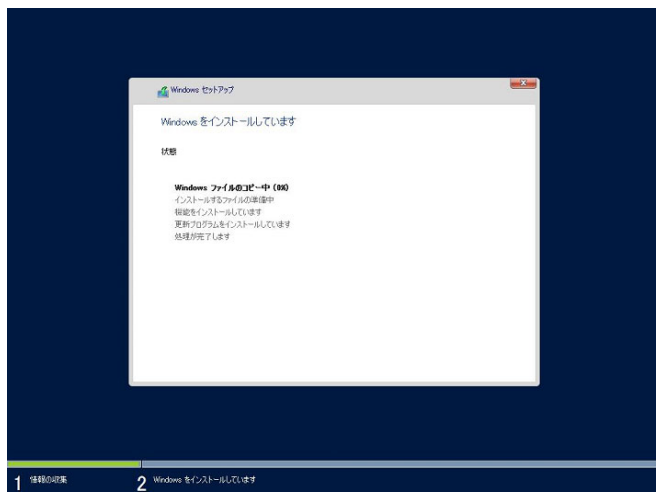 Windows セットアップ
Windows をインストールしています
状態
Windows ファイルのコピー中 (0%)
インストールするファイルの準備中
機能をインストールしています
更新プログラムをインストールしています
処理が完了します
1 情報の収集
2 Windows をインストールしています